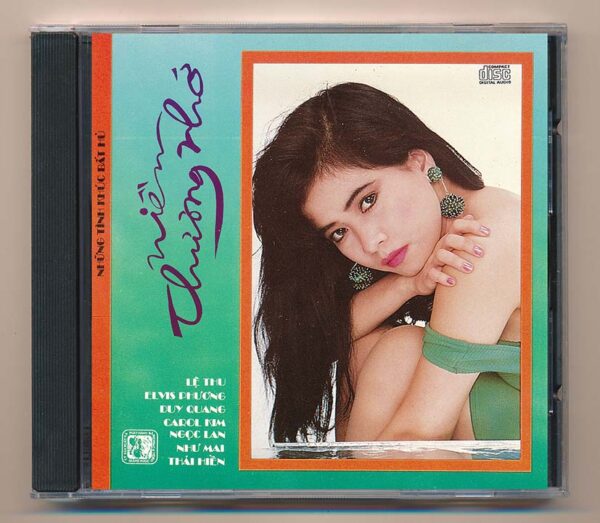 NHỮNG TÌNH KHÚC BẤT HỦ
Niềm
Thương Nhớ
COMPACT
disc
DIGITAL AUDIO
LỆ THU
ELVIS PHƯƠNG
DUY QUANG
CAROL KIM
NGỌC LAN
NHƯ MAI
THÁI HIỀN